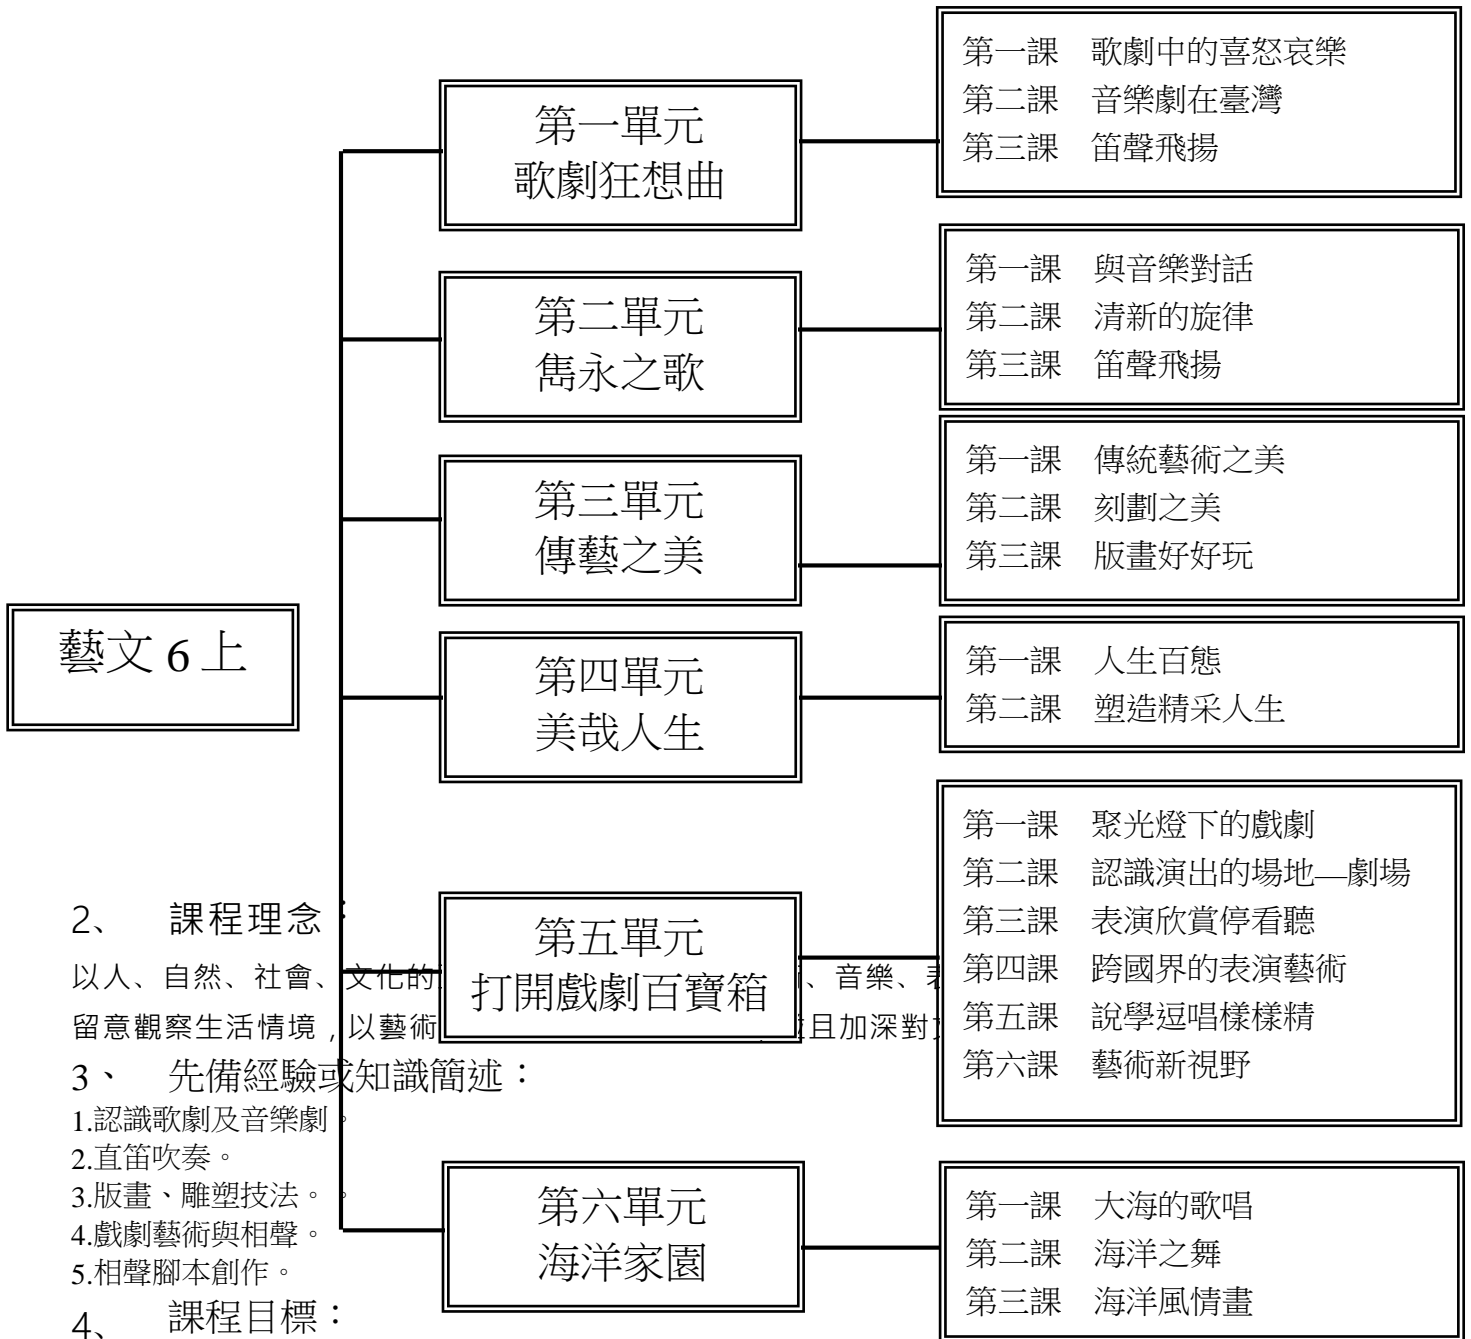 藝文 6 上
第一單元
歌劇狂想曲
第一課 歌劇中的喜怒哀樂
第二課 音樂劇在臺灣
第三課 笛聲飛揚
第二單元
雋永之歌
第一課 與音樂對話
第二課 清新的旋律
第三課 笛聲飛揚
第三單元
傳藝之美
第一課 傳統藝術之美
第二課 刻劃之美
第三課 版畫好好玩
第四單元
美哉人生
第一課 人生百態
第二課 塑造精采人生
第五單元
打開戲劇百寶箱
第一課 聚光燈下的戲劇
第二課 認識演出的場地—劇場
第三課 表演欣賞停看聽
第四課 跨國界的表演藝術
第五課 說學逗唱樣樣精
第六課 藝術新視野
第六單元
海洋家園
第一課 大海的歌唱
第二課 海洋之舞
第三課 海洋風情畫
2、 課程理念：
以人、自然、社會、文化的 、音樂、
留意觀察生活情境，以藝術 且加深對
3、 先備經驗或知識簡述：
1.認識歌劇及音樂劇。
2.直笛吹奏。
3.版畫、雕塑技法。。
4.戲劇藝術與相聲。
5.相聲腳本創作。
4、 課程目標：